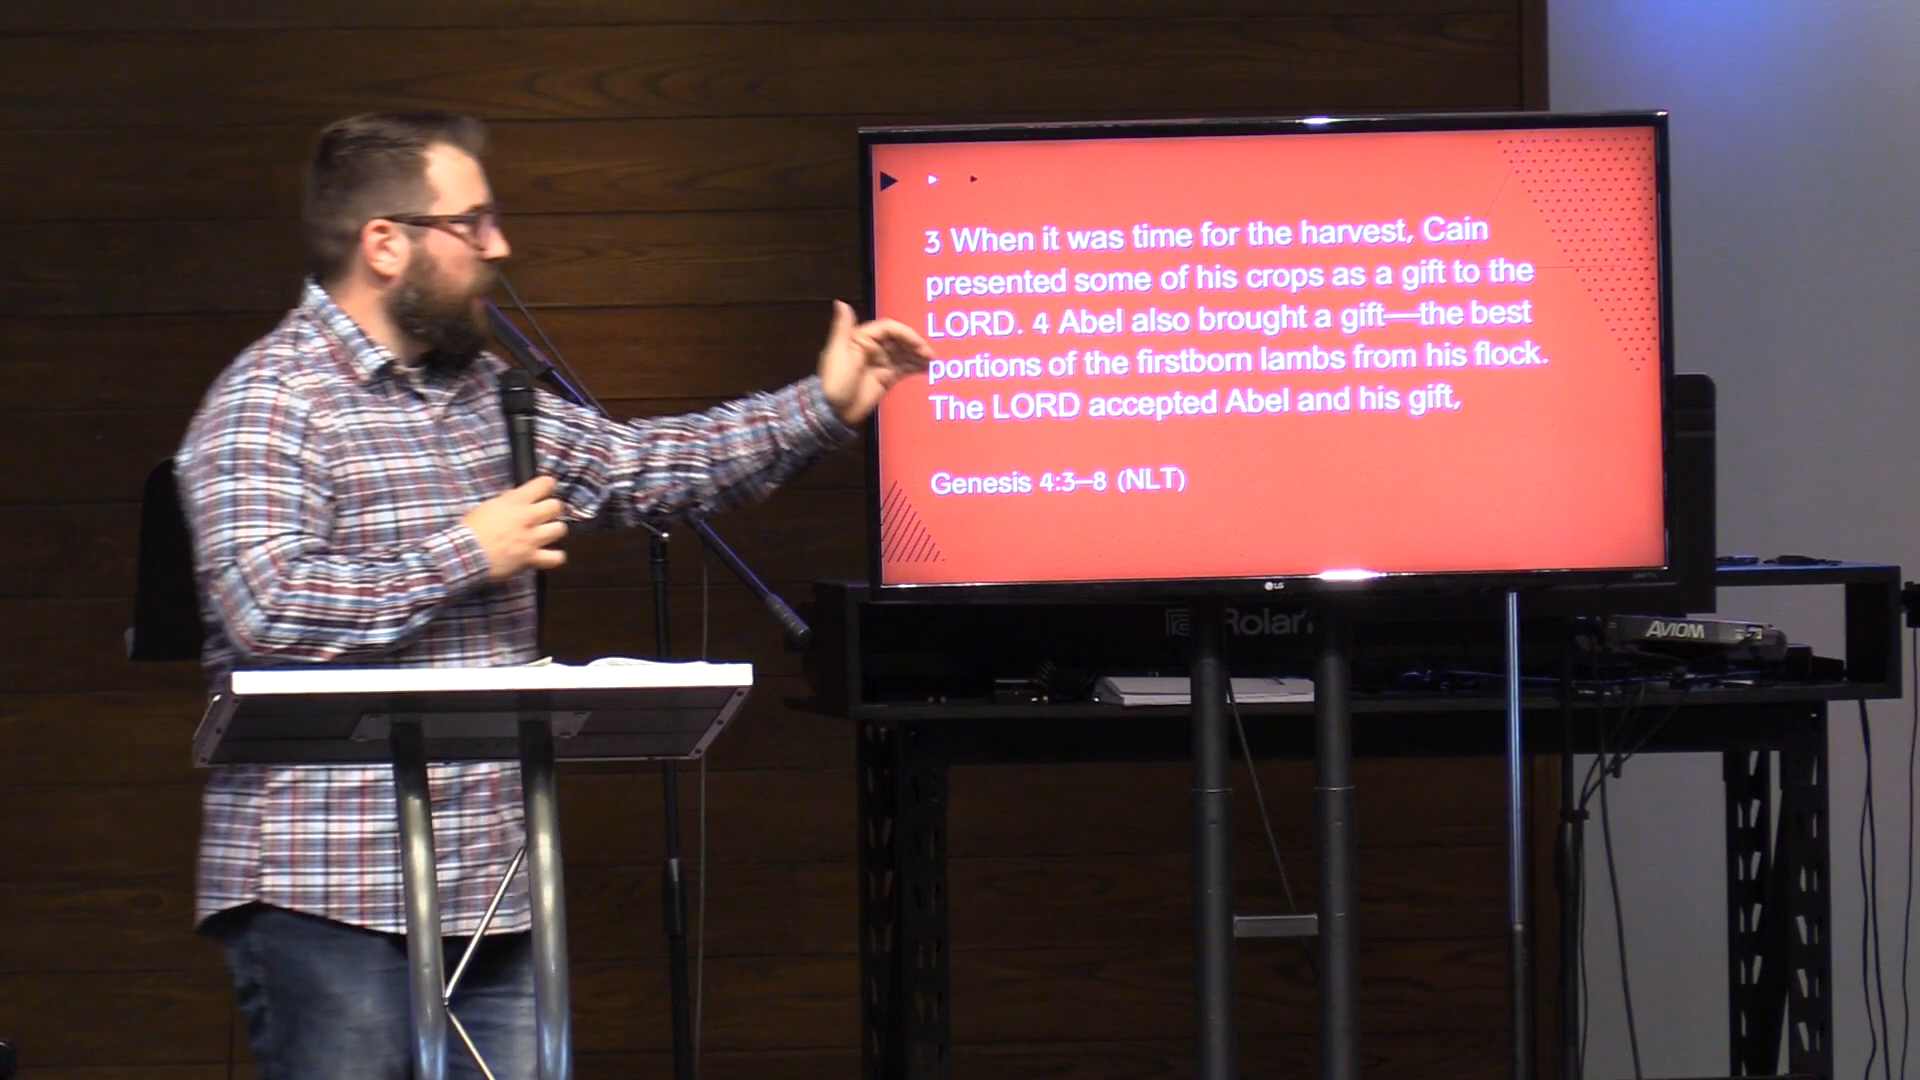 3 When it was time for the harvest, Cain
presented some of his crops as a gift to the
LORD. 4 Abel also brought a gift—the best
portions of the firstborn lambs from his flock.
The LORD accepted Abel and his gift,
Genesis 4:3–8 (NLT)
LG
Roland
AVIOM